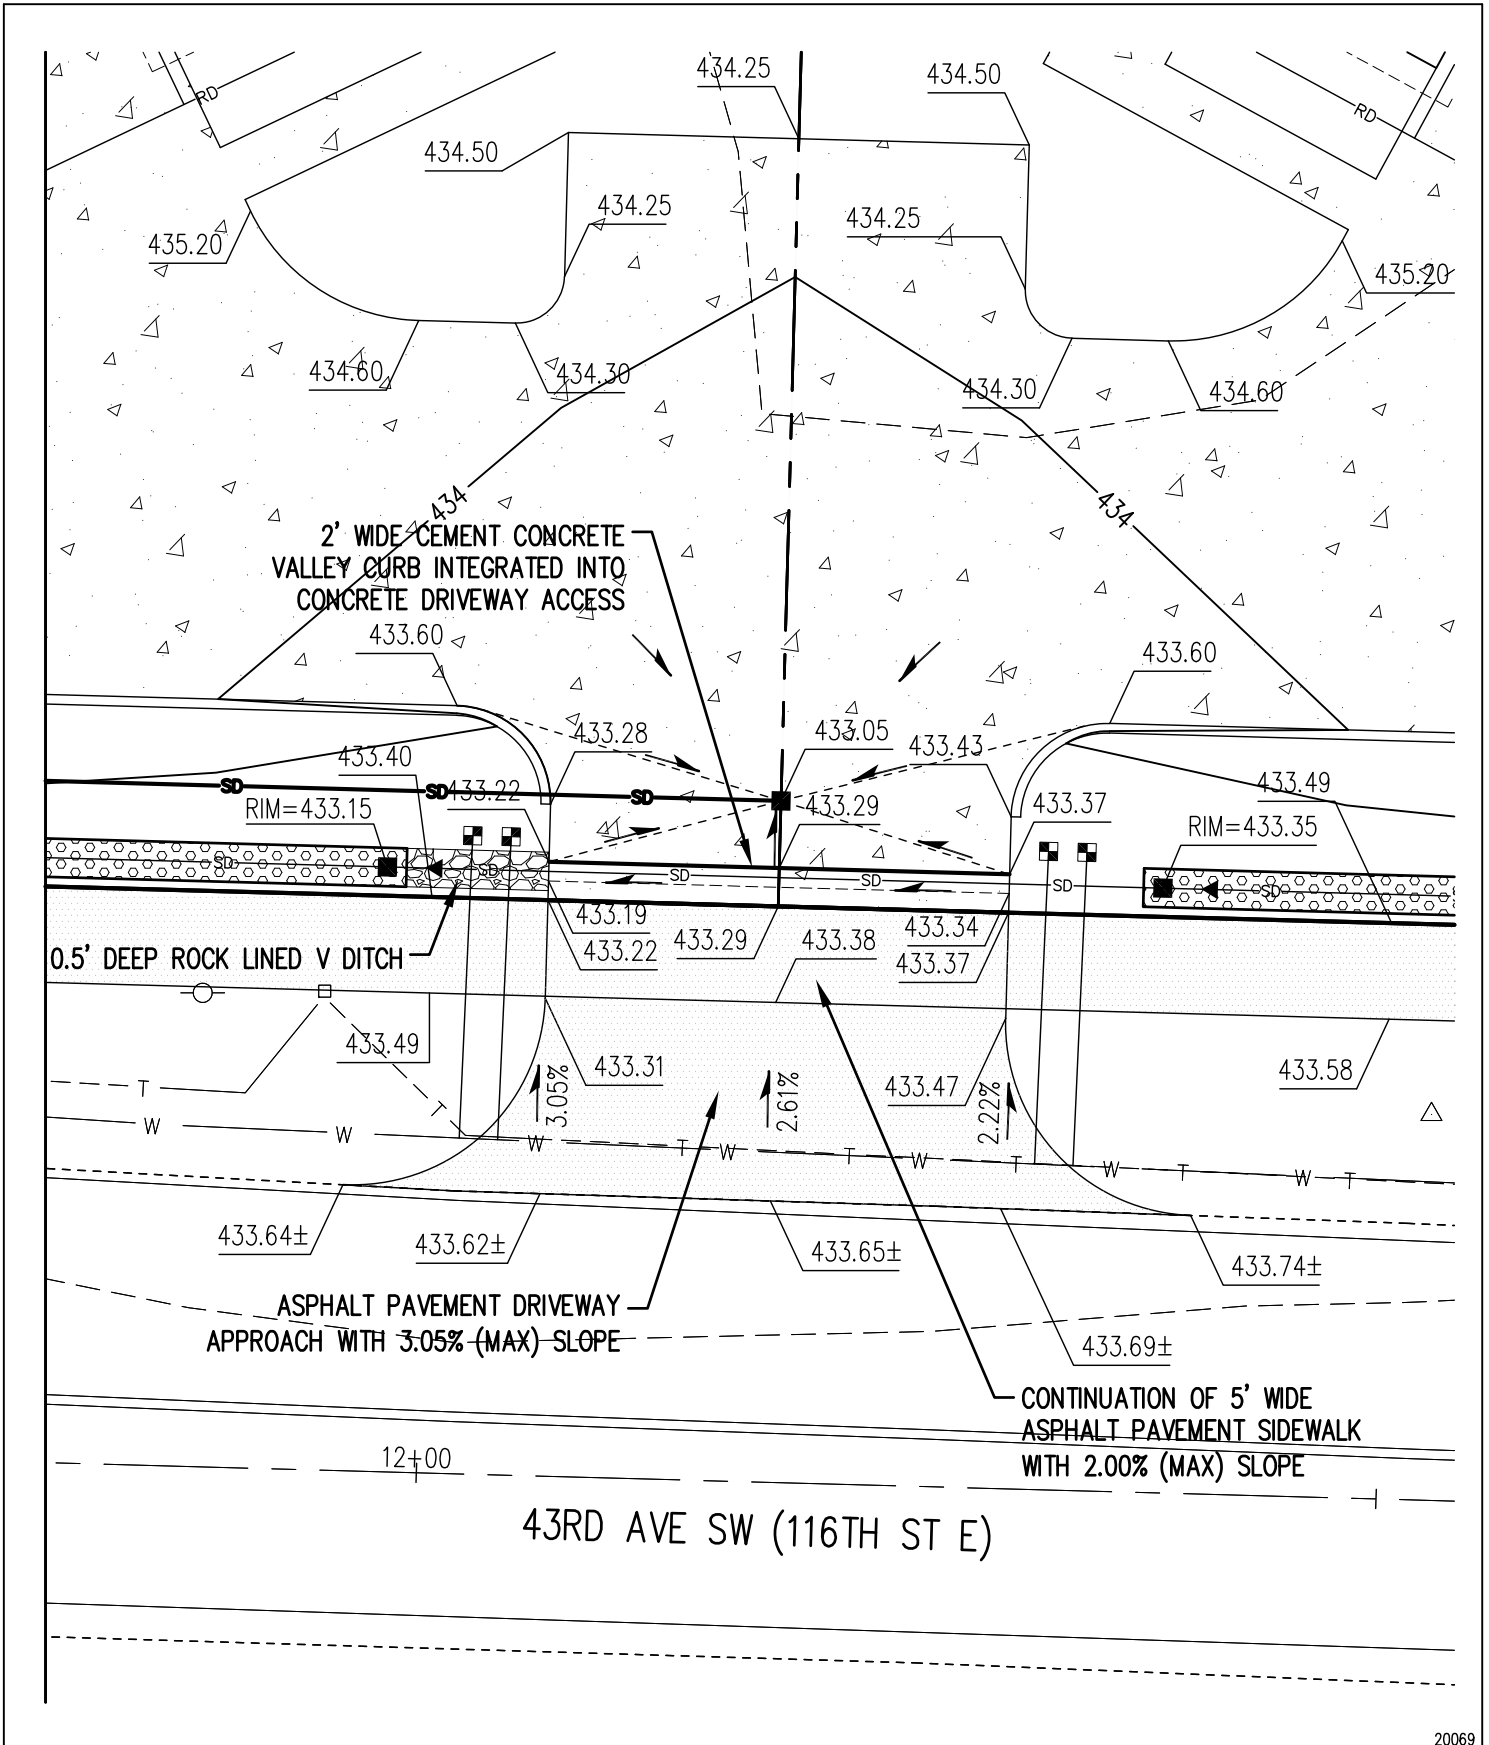 434.25
434.50
RD
RD
434.50
434.25
434.25
435.20
435.20
434.60
434.30
434.30
434.60
434
434
2' WIDE CEMENT CONCRETE
VALLEY CURB INTEGRATED INTO
CONCRETE DRIVEWAY ACCESS
433.60
433.60
433.28
433.05
433.43
433.40
433.49
SD
SD
SD
433.22
RIM=433.15
433.29
433.37
RIM=433.35
SD
SD
SD
SD
SD
SD
433.19
433.34
433.22
433.29
433.38
433.37
0.5' DEEP ROCK LINED V DITCH
433.49
433.31
433.47
433.58
3.05%
2.61%
2.22%
T
T
W
W
W
T
W
T
W
T
W
T
W
T
433.64±
433.62±
433.65±
433.74±
ASPHALT PAVEMENT DRIVEWAY
APPROACH WITH 3.05% (MAX) SLOPE
433.69±
CONTINUATION OF 5' WIDE
ASPHALT PAVEMENT SIDEWALK
WITH 2.00% (MAX) SLOPE
12+00
43RD AVE SW (116TH ST E)
20069